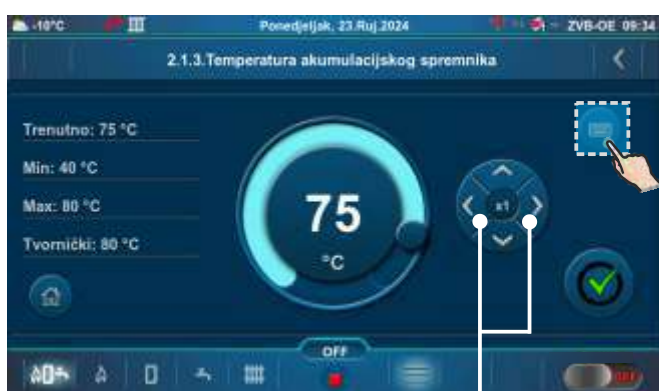 -10°C
Ponedjeljak, 23.Ruj.2024
ZVB-OE 09:34
2.1.3.Temperatura akumulacijskog spremnika
Trenutno: 75 °C
Min: 40 °C
Max: 80 °C
Tvornički: 80 °C
75
°C
x1
OFF
OFF